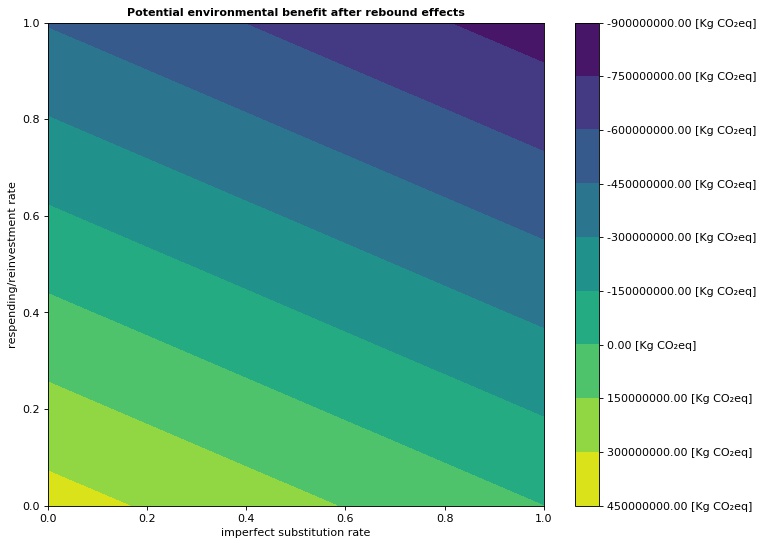 Potential environmental benefit after rebound effects
1.0
0.8
0.6
0.4
0.2
0.0
respending/reinvestment rate
0.0 0.2 0.4 0.6 0.8 1.0
imperfect substitution rate
-900000000.00 [Kg CO₂eq]
-750000000.00 [Kg CO₂eq]
-600000000.00 [Kg CO₂eq]
-450000000.00 [Kg CO₂eq]
-300000000.00 [Kg CO₂eq]
-150000000.00 [Kg CO₂eq]
0.00 [Kg CO₂eq]
150000000.00 [Kg CO₂eq]
300000000.00 [Kg CO₂eq]
450000000.00 [Kg CO₂eq]